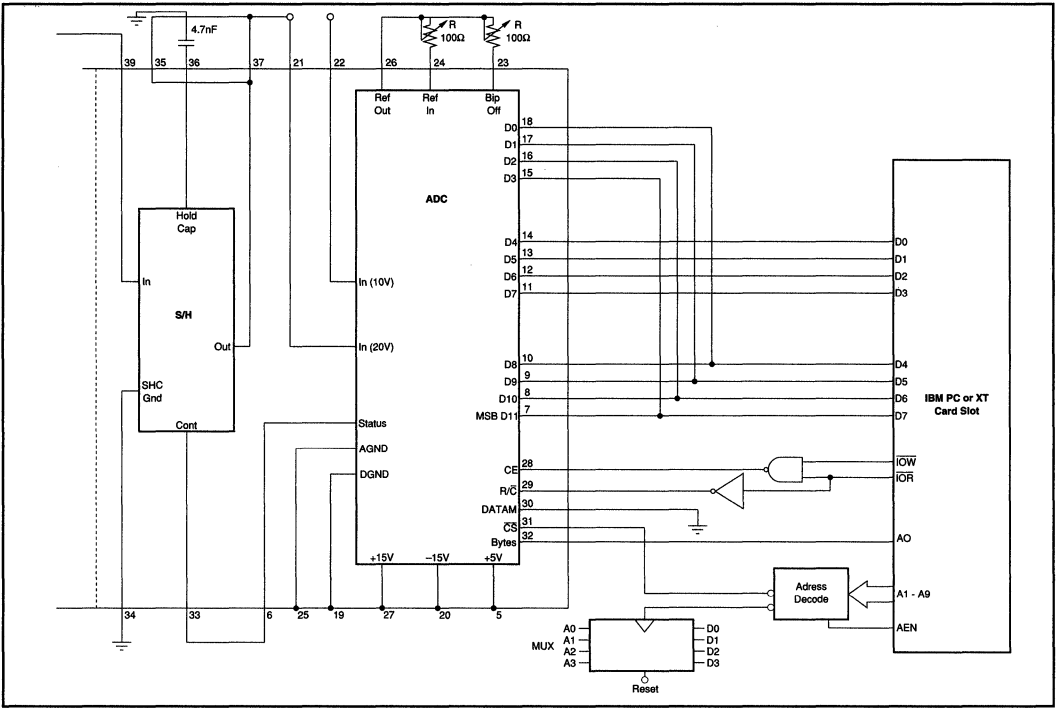 4.7nF
R
100Ω
R
100Ω
39 35 36 37 21 22 26 24 23
Ref Out
Ref In
Bip Off
D0 18
D1 17
D2 16
D3 15
ADC
Hold Cap
D4 14 D0
D5 13 D1
D6 12 D2
D7 11 D3
In
In (10V)
S/H
Out
In (20V)
D8 10 D4
D9 9 D5
D10 8 D6
MSB D11 7 D7
SHC Gnd
IBM PC or XT Card Slot
Cont
Status
AGND
DGND
CE 28
R/C̅ 29
DATAM 30
C̅S̅ 31
Bytes 32
I̅O̅W̅
I̅O̅R̅
AO
+15V -15V +5V
Adress Decode
A1 - A9
AEN
34 33 6 25 19 27 20 5
MUX
A0 D0
A1 D1
A2 D2
A3 D3
Reset